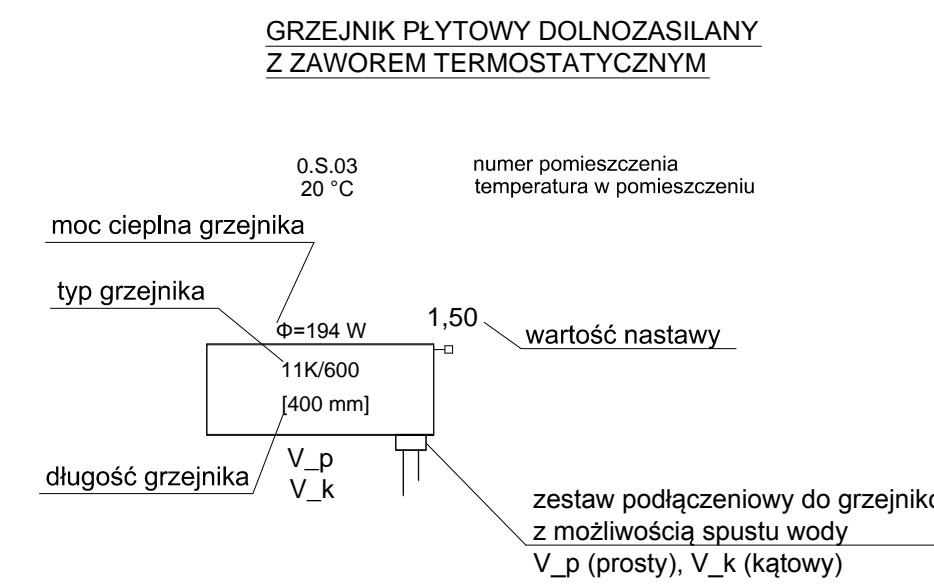 GRZEJNIK PŁYTOWY DOLNOZASILANY
Z ZAWOREM TERMOSTATYCZNYM
0.S.03 numer pomieszczenia
20 °C temperatura w pomieszczeniu
moc cieplna grzejnika
typ grzejnika
Φ=194 W
1,50
wartość nastawy
11K/600
[400 mm]
długość grzejnika
V_p
V_k
zestaw podłączeniowy do grzejnikó
z możliwością spustu wody
V_p (prosty), V_k (kątowy)